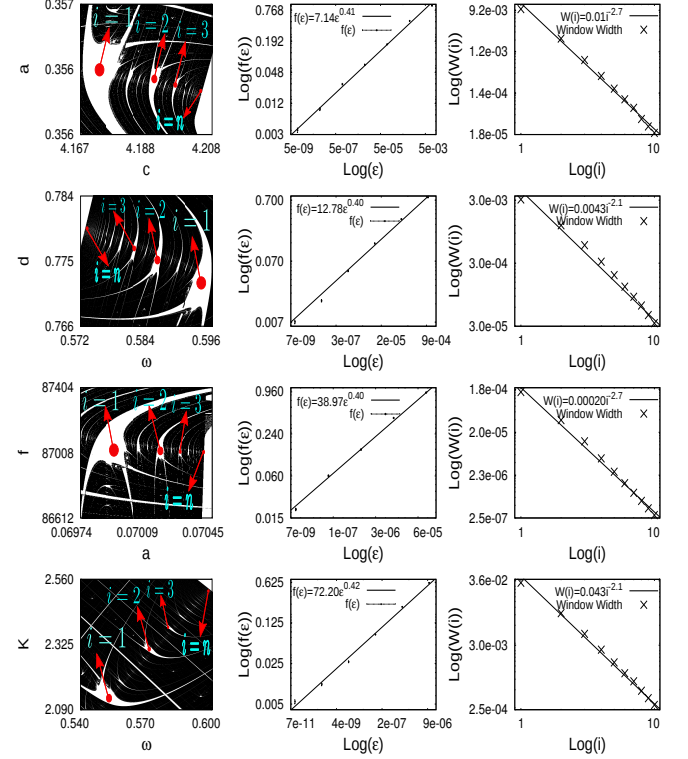 0.357
0.356
0.356
a
4.167 4.188 4.208
c
i = 1
i=2
i=3
i=n
0.768
0.192
0.048
0.012
0.003
Log(f(ε))
f(ε)=7.14ε^0.41
f(ε)
5e-09 5e-07 5e-05 5e-03
Log(ε)
9.2e-03
1.2e-03
1.4e-04
1.8e-05
Log(W(i))
W(i)=0.01i^-2.7
Window Width
1 10
Log(i)
0.784
0.775
0.766
d
0.572 0.584 0.596
ω
i=3
i=2
i = 1
i=n
0.700
0.070
0.007
Log(f(ε))
f(ε)=12.78ε^0.40
f(ε)
7e-09 3e-07 2e-05 9e-04
Log(ε)
3.0e-03
3.0e-04
3.0e-05
Log(W(i))
W(i)=0.0043i^-2.1
Window Width
1 10
Log(i)
87404
87008
86612
f
0.06974 0.07009 0.07045
a
i = 1
i=2
i=3
i=n
0.960
0.240
0.060
0.015
Log(f(ε))
f(ε)=38.97ε^0.40
f(ε)
7e-09 1e-07 3e-06 6e-05
Log(ε)
1.8e-04
2.0e-05
2.3e-06
2.5e-07
Log(W(i))
W(i)=0.00020i^-2.7
Window Width
1 10
Log(i)
2.560
2.325
2.090
K
0.540 0.570 0.600
ω
i=3
i=2
i = 1
i=n
0.625
0.125
0.025
0.005
Log(f(ε))
f(ε)=72.20ε^0.42
f(ε)
7e-11 4e-09 2e-07 9e-06
Log(ε)
3.6e-02
3.0e-03
2.5e-04
Log(W(i))
W(i)=0.043i^-2.1
Window Width
1 10
Log(i)